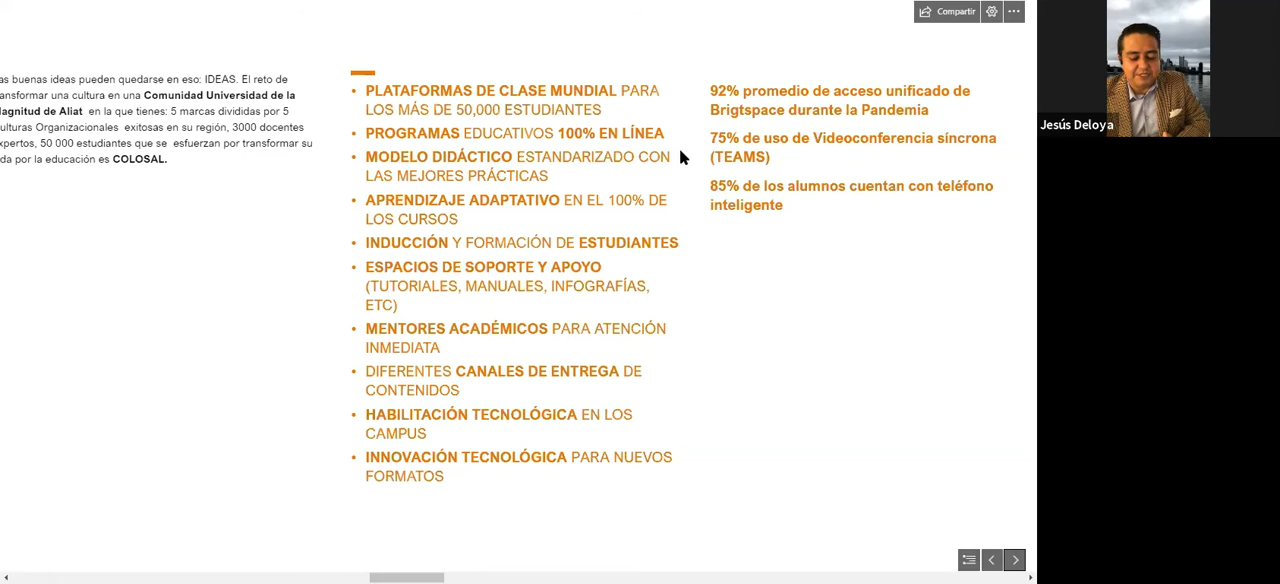 Compartir
as buenas ideas pueden quedarse en eso: IDEAS. El reto de
ansformar una cultura en una Comunidad Universidad de la
lagnitud de Aliat en la que tienes: 5 marcas divididas por 5
ulturas Organizacionales exitosas en su región, 3000 docentes
xpertos, 50 000 estudiantes que se esfuerzan por transformar su
da por la educación es COLOSAL.
• PLATAFORMAS DE CLASE MUNDIAL PARA
LOS MÁS DE 50,000 ESTUDIANTES
• PROGRAMAS EDUCATIVOS 100% EN LÍNEA
• MODELO DIDÁCTICO ESTANDARIZADO CON
LAS MEJORES PRÁCTICAS
• APRENDIZAJE ADAPTATIVO EN EL 100% DE
LOS CURSOS
• INDUCCIÓN Y FORMACIÓN DE ESTUDIANTES
• ESPACIOS DE SOPORTE Y APOYO
(TUTORIALES, MANUALES, INFOGRAFÍAS,
ETC)
• MENTORES ACADÉMICOS PARA ATENCIÓN
INMEDIATA
• DIFERENTES CANALES DE ENTREGA DE
CONTENIDOS
• HABILITACIÓN TECNOLÓGICA EN LOS
CAMPUS
• INNOVACIÓN TECNOLÓGICA PARA NUEVOS
FORMATOS
92% promedio de acceso unificado de
Brigtspace durante la Pandemia
75% de uso de Videoconferencia síncrona
(TEAMS)
85% de los alumnos cuentan con teléfono
inteligente
Jesús Deloya